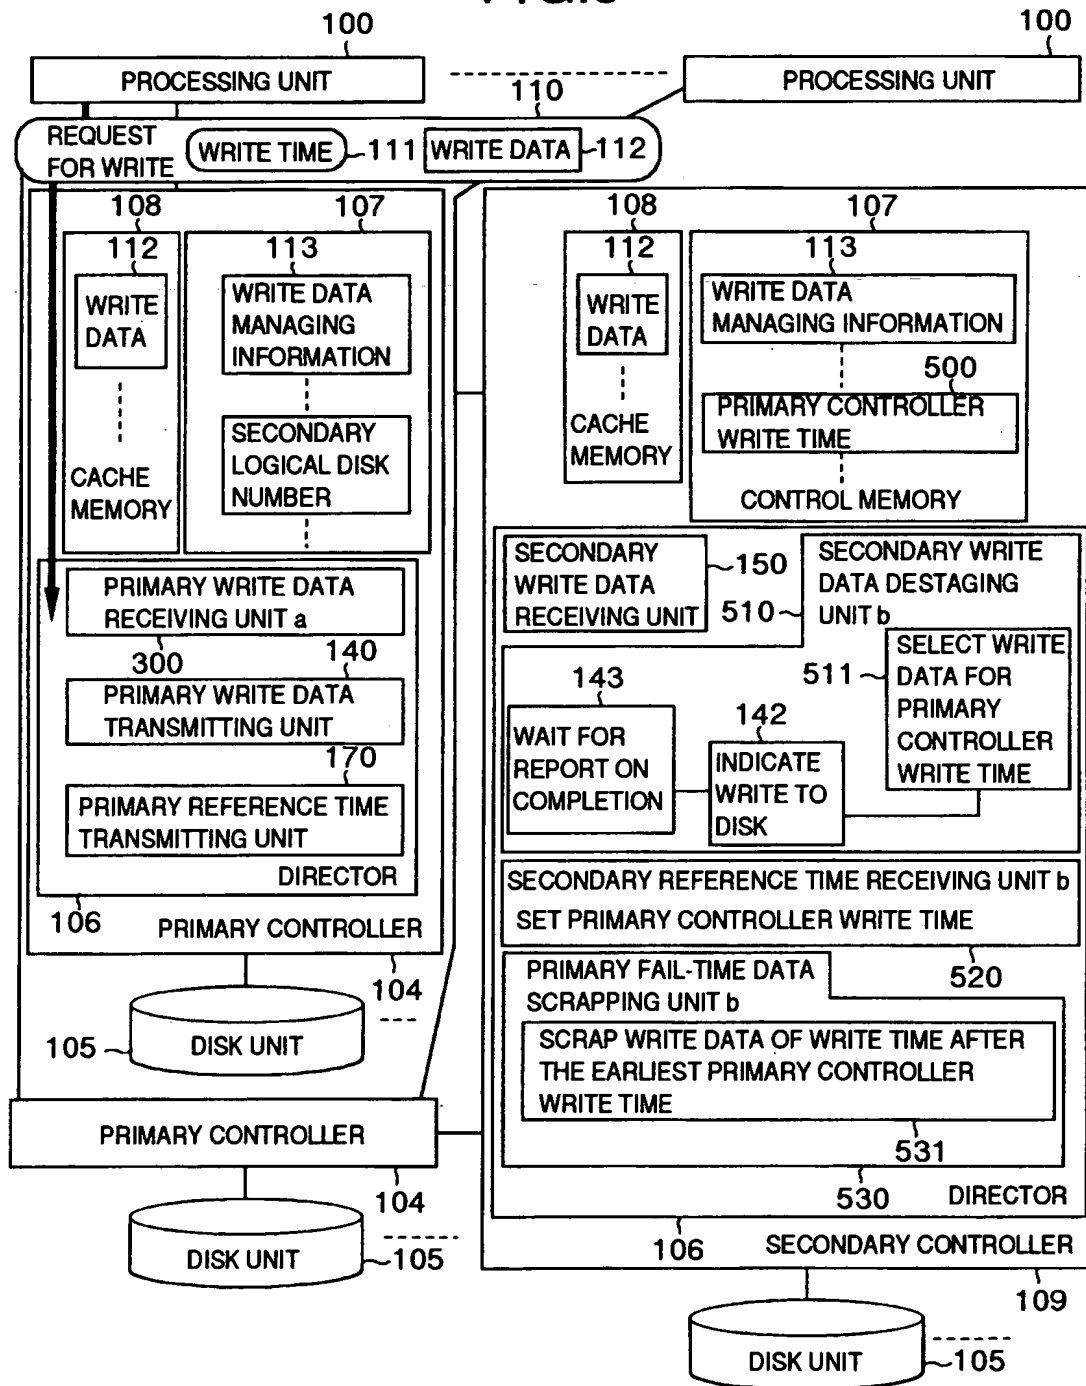 100
100
PROCESSING UNIT
PROCESSING UNIT
110
REQUEST
FOR WRITE
WRITE TIME
111
WRITE DATA
112
108
107
112
113
WRITE
DATA
WRITE DATA
MANAGING
INFORMATION
SECONDARY
LOGICAL DISK
NUMBER
CACHE
MEMORY
PRIMARY WRITE DATA
RECEIVING UNIT a
300
140
PRIMARY WRITE DATA
TRANSMITTING UNIT
170
PRIMARY REFERENCE TIME
TRANSMITTING UNIT
DIRECTOR
106
PRIMARY CONTROLLER
104
105
DISK UNIT
PRIMARY CONTROLLER
104
DISK UNIT
105
108
107
112
113
WRITE
DATA
WRITE DATA
MANAGING INFORMATION
500
PRIMARY CONTROLLER
WRITE TIME
CACHE
MEMORY
CONTROL MEMORY
SECONDARY
WRITE DATA
RECEIVING UNIT
150
510
SECONDARY WRITE
DATA DESTAGING
UNIT b
511
SELECT WRITE
DATA FOR
PRIMARY
CONTROLLER
WRITE TIME
143
WAIT FOR
REPORT ON
COMPLETION
142
INDICATE
WRITE TO
DISK
SECONDARY REFERENCE TIME RECEIVING UNIT b
SET PRIMARY CONTROLLER WRITE TIME
520
PRIMARY FAIL-TIME DATA
SCRAPPING UNIT b
SCRAP WRITE DATA OF WRITE TIME AFTER
THE EARLIEST PRIMARY CONTROLLER
WRITE TIME
531
530
DIRECTOR
106
SECONDARY CONTROLLER
109
DISK UNIT
105